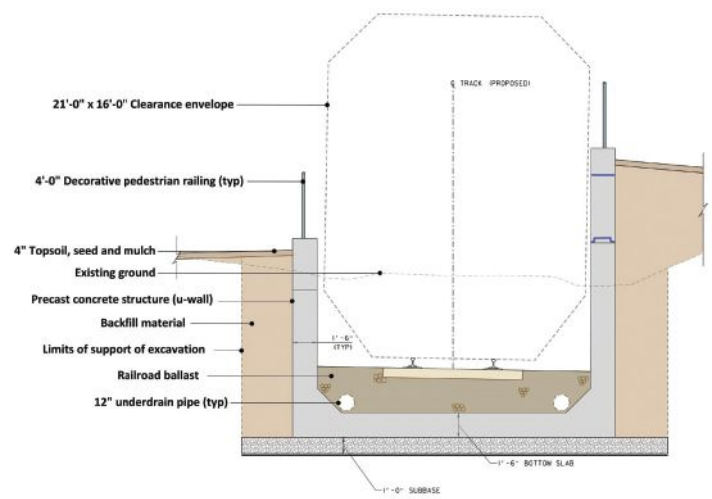 ℄ TRACK (PROPOSED)
21'-0" x 16'-0" Clearance envelope
4'-0" Decorative pedestrian railing (typ)
4" Topsoil, seed and mulch
Existing ground
Precast concrete structure (u-wall)
Backfill material
1'-6"
(TYP)
Limits of support of excavation
Railroad ballast
12" underdrain pipe (typ)
1'-6" BOTTOM SLAB
1'-0" SUBBASE